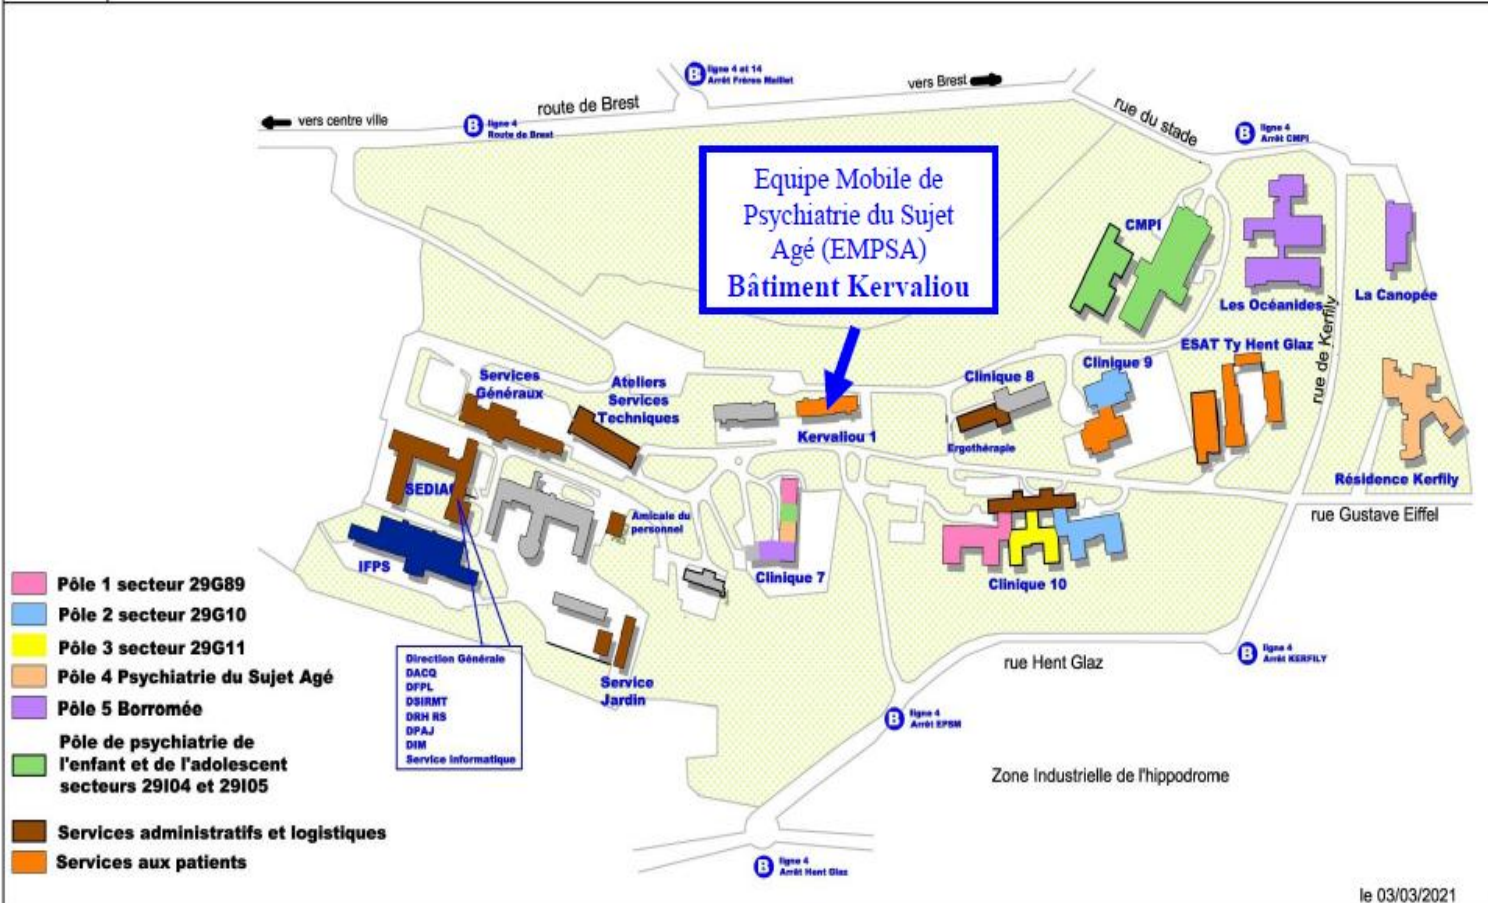 ligne 4 et 14
Arrêt Frères Maillet
vers Brest
route de Brest
vers centre ville
B
ligne 4
Route de Brest
B
rue du stade
B
ligne 4
Arrêt CMPI
Equipe Mobile de
Psychiatrie du Sujet
Agé (EMPSA)
Bâtiment Kervaliou
CMPI
Les Océanides
La Canopée
rue de Kerfily
ESAT Ty Hent Glaz
Clinique 9
Clinique 8
Services
Généraux
Ateliers
Services
Techniques
Kervaliou 1
Ergothérapie
Résidence Kerfily
SEDIAC
rue Gustave Eiffel
Amicale du
personnel
IFPS
Clinique 7
Clinique 10
Pôle 1 secteur 29G89
Pôle 2 secteur 29G10
Pôle 3 secteur 29G11
Pôle 4 Psychiatrie du Sujet Agé
Pôle 5 Borromée
Pôle de psychiatrie de
l'enfant et de l'adolescent
secteurs 29I04 et 29I05
Services administratifs et logistiques
Services aux patients
Direction Générale
DACQ
DFPL
DSIRMT
DRH RS
DPAJ
DIM
Service informatique
Service
Jardin
rue Hent Glaz
B
ligne 4
Arrêt KERFILY
B
ligne 4
Arrêt EPSM
Zone Industrielle de l'hippodrome
B
ligne 4
Arrêt Hent Glaz
le 03/03/2021